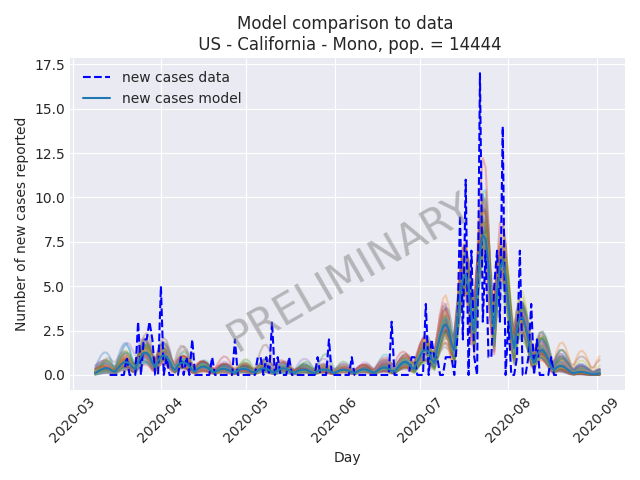 Model comparison to data
US - California - Mono, pop. = 14444
17.5
15.0
12.5
10.0
7.5
5.0
2.5
0.0
Number of new cases reported
new cases data
new cases model
PRELIMINARY
2020-03
2020-04
2020-05
2020-06
2020-07
2020-08
2020-09
Day